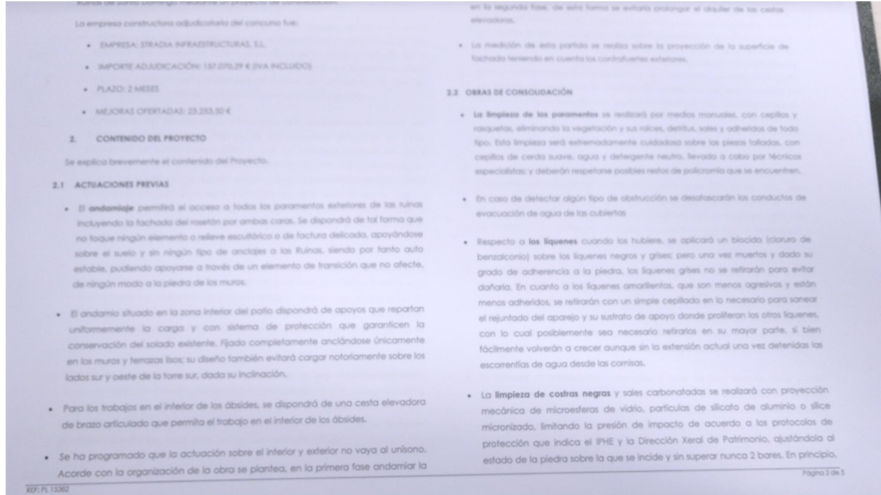 Ruinas de Santo Domingo mediante un proyecto de consolidación.
La empresa constructora adjudicataria del concurso fue:
• EMPRESA: STRADIA INFRAESTRUCTURAS, S.L.
• IMPORTE ADJUDICACIÓN: 157.070,29 € (IVA INCLUIDO)
• PLAZO: 2 MESES
• MEJORAS OFERTADAS: 23.253,50 €
2. CONTENIDO DEL PROYECTO
Se explica brevemente el contenido del Proyecto.
2.1 ACTUACIONES PREVIAS
• El andamiaje permitirá el acceso a todos los paramentos exteriores de las ruinas
incluyendo la fachada del rosetón por ambas caras. Se dispondrá de tal forma que
no toque ningún elemento o relieve escultórico o de factura delicada, apoyándose
sobre el suelo y sin ningún tipo de anclajes a las Ruinas, siendo por tanto auto
estable, pudiendo apoyarse a través de un elemento de transición que no afecte,
de ningún modo a la piedra de los muros.
• El andamio situado en la zona interior del patio dispondrá de apoyos que repartan
uniformemente la carga y con sistema de protección que garanticen la
conservación del solado existente. Fijado completamente anclándose únicamente
en los muros y terrazas lisos; su diseño también evitará cargar notoriamente sobre los
lados sur y oeste de la torre sur, dada su inclinación.
• Para los trabajos en el interior de los ábsides, se dispondrá de una cesta elevadora
de brazo articulado que permita el trabajo en el interior de los ábsides.
• Se ha programado que la actuación sobre el interior y exterior no vaya al unísono.
Acorde con la organización de la obra se plantea, en la primera fase andamiar la
REF: PL 15382
en la segunda fase, de esta forma se evitaría prolongar el alquiler de las cestas
elevadoras.
• La medición de esta partida se realiza sobre la proyección de la superficie de
fachada teniendo en cuenta los contrafuertes exteriores.
2.2 OBRAS DE CONSOLIDACIÓN
• La limpieza de los paramentos se realizará por medios manuales, con cepillos y
rasquetas, eliminando la vegetación y sus raíces, detritus, sales y adheridos de todo
tipo. Esta limpieza será extremadamente cuidadosa sobre las piezas talladas, con
cepillos de cerda suave, agua y detergente neutro, llevada a cabo por técnicos
especialistas; y deberán respetarse posibles restos de policromía que se encuentren.
• En caso de detectar algún tipo de obstrucción se desatascarán los conductos de
evacuación de agua de las cubiertas
• Respecto a los líquenes cuando los hubiere, se aplicará un biocida (cloruro de
benzalconio) sobre los líquenes negros y grises; pero una vez muertos y dado su
grado de adherencia a la piedra, los líquenes grises no se retirarán para evitar
dañarla. En cuanto a los líquenes amarillentos, que son menos agresivos y están
menos adheridos, se retirarán con un simple cepillado en lo necesario para sanear
el rejuntado del aparejo y su sustrato de apoyo donde proliferan los otros líquenes,
con lo cual posiblemente sea necesario retirarlos en su mayor parte, si bien
fácilmente volverán a crecer aunque sin la extensión actual una vez detenidas las
escorrentías de agua desde las cornisas.
• La limpieza de costras negras y sales carbonatadas se realizará con proyección
mecánica de microesferas de vidrio, partículas de silicato de aluminio o sílice
micronizado, limitando la presión de impacto de acuerdo a los protocolos de
protección que indica el IPHE y la Dirección Xeral de Patrimonio, ajustándola al
estado de la piedra sobre la que se incide y sin superar nunca 2 bares. En principio,
Página 2 de 5